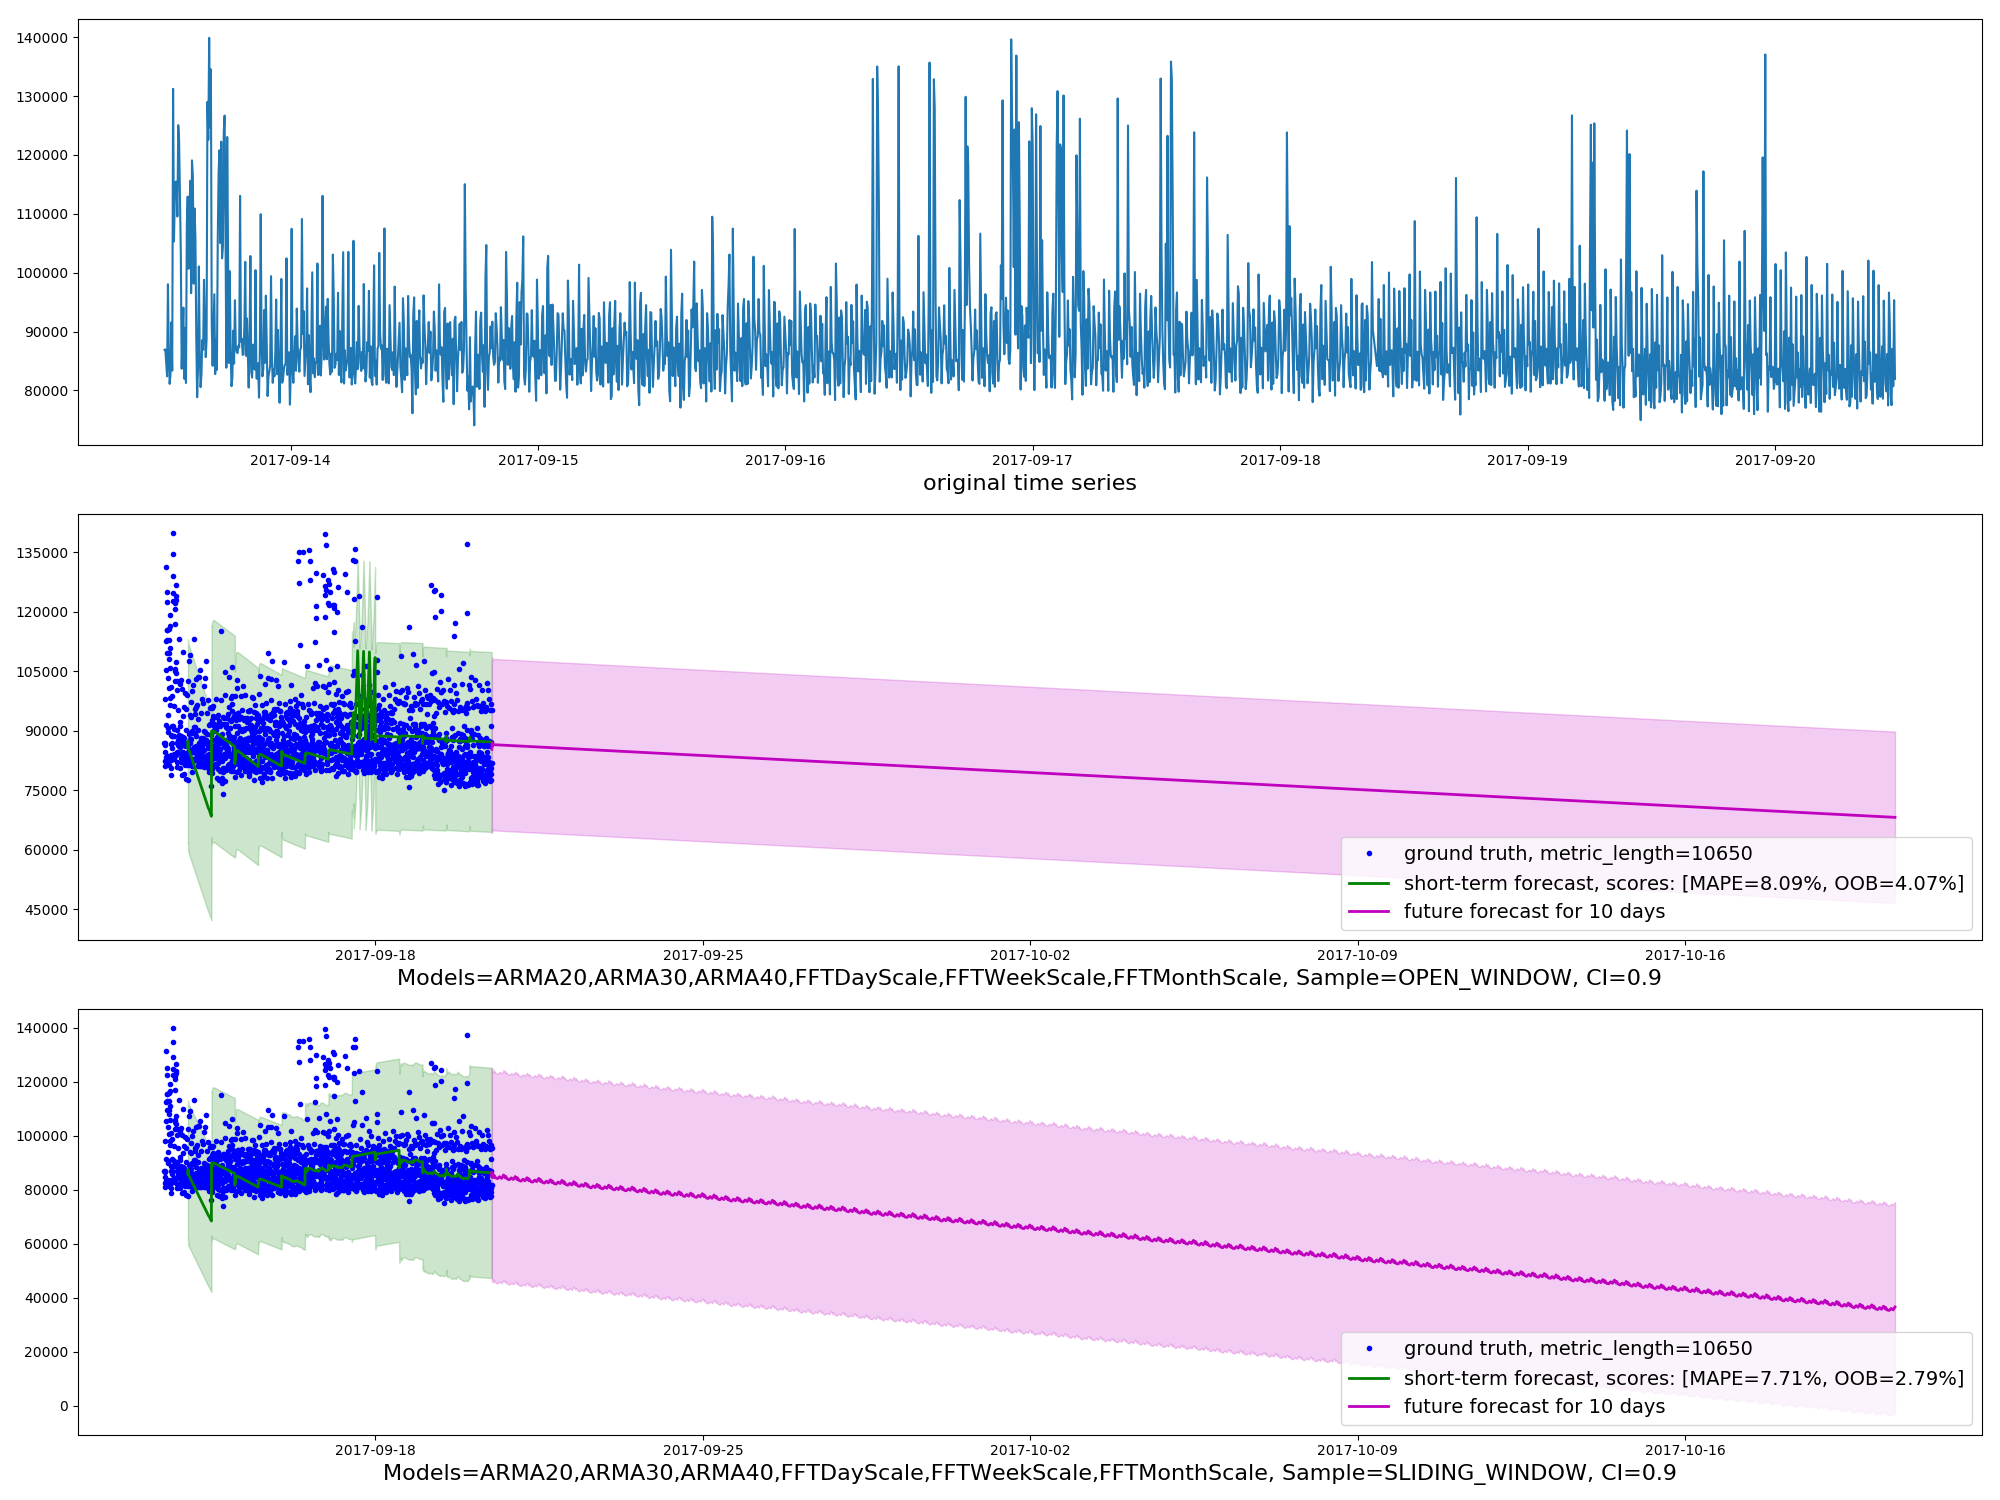 140000
130000
120000
110000
100000
90000
80000
2017-09-14 2017-09-15 2017-09-16 2017-09-17 2017-09-18 2017-09-19 2017-09-20
original time series
135000
120000
105000
90000
75000
60000
45000
ground truth, metric_length=10650
short-term forecast, scores: [MAPE=8.09%, OOB=4.07%]
future forecast for 10 days
2017-09-18 2017-09-25 2017-10-02 2017-10-09 2017-10-16
Models=ARMA20,ARMA30,ARMA40,FFTDayScale,FFTWeekScale,FFTMonthScale, Sample=OPEN_WINDOW, CI=0.9
140000
120000
100000
80000
60000
40000
20000
0
ground truth, metric_length=10650
short-term forecast, scores: [MAPE=7.71%, OOB=2.79%]
future forecast for 10 days
2017-09-18 2017-09-25 2017-10-02 2017-10-09 2017-10-16
Models=ARMA20,ARMA30,ARMA40,FFTDayScale,FFTWeekScale,FFTMonthScale, Sample=SLIDING_WINDOW, CI=0.9